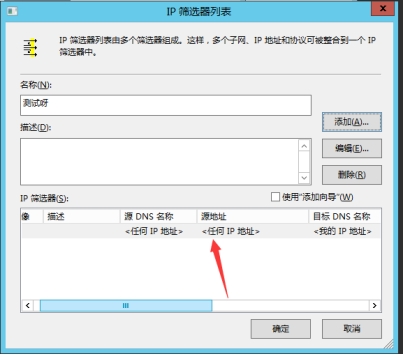 IP 筛选器列表
IP 筛选器列表由多个筛选器组成。这样，多个子网、IP 地址和协议可被整合到一个 IP
筛选器中。
名称(N):
测试呀
添加(A)...
描述(D):
编辑(E)...
删除(R)
IP 筛选器(S):
使用"添加向导"(W)
像 描述 源 DNS 名称 源地址 目标 DNS 名称
<任何 IP 地址> <任何 IP 地址> <我的 IP 地址>
确定 取消